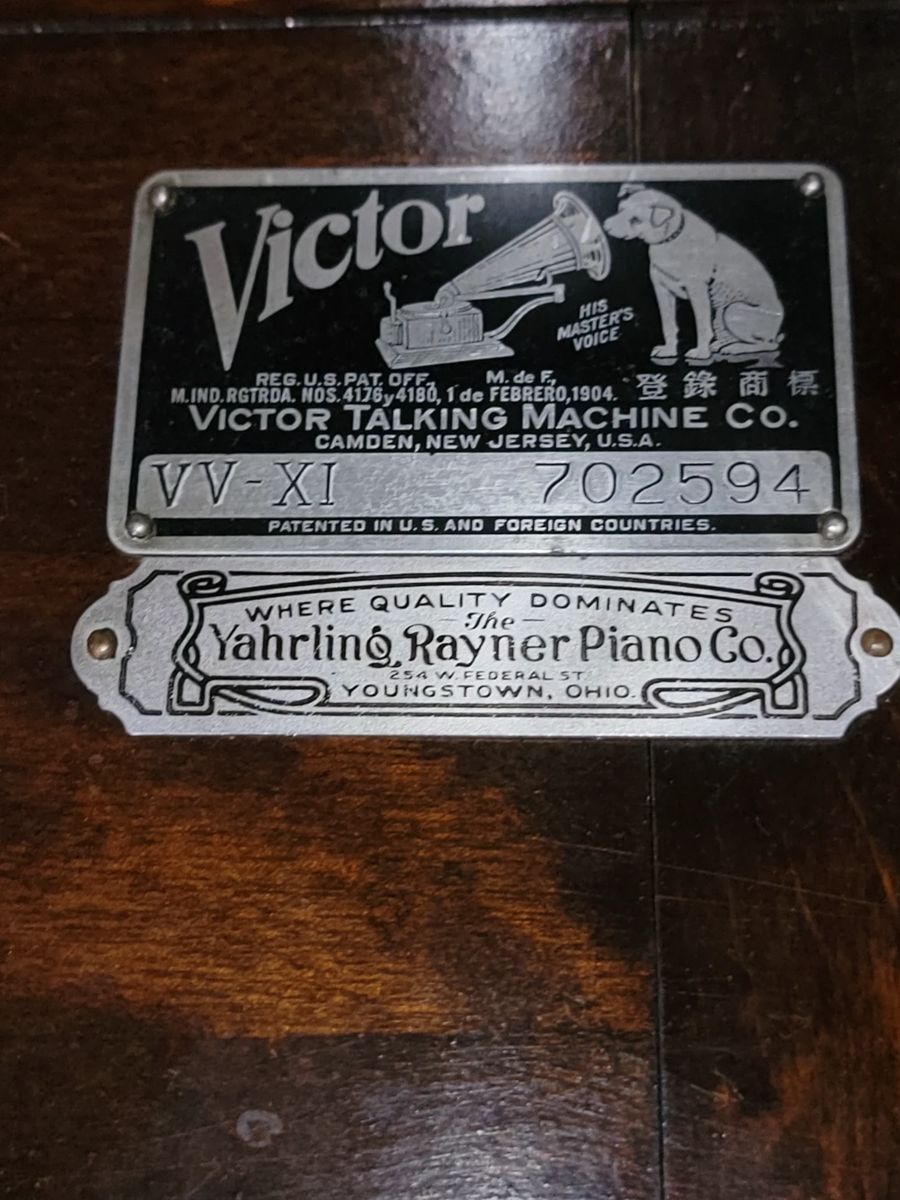 Victor
HIS
MASTER'S
VOICE
REG. U.S. PAT. OFF., M. de F.,
M. IND. RGTRDA. NOS. 4176 y 4180, 1 de FEBRERO, 1904. 登錄商標
VICTOR TALKING MACHINE CO.
CAMDEN, NEW JERSEY, U.S.A.
VV-XI 702594
PATENTED IN U.S. AND FOREIGN COUNTRIES.
WHERE QUALITY DOMINATES
-The-
Yahrling Rayner Piano Co.
254 W. FEDERAL ST.
YOUNGSTOWN, OHIO.